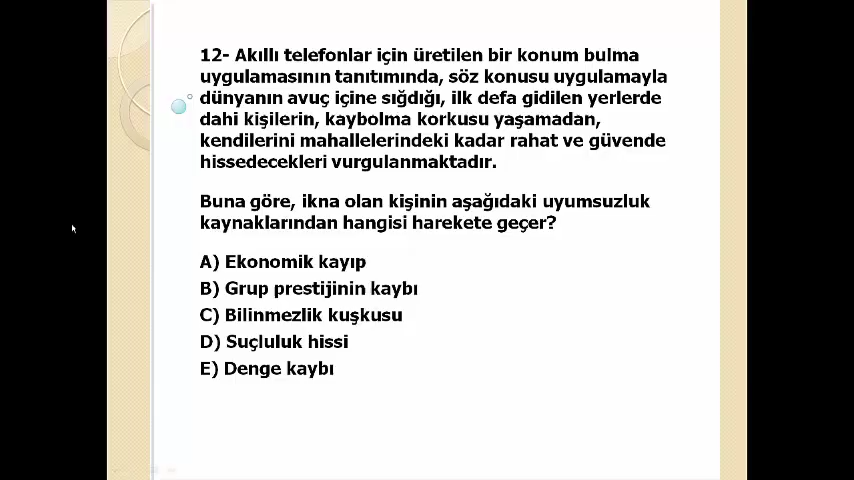 12- Akıllı telefonlar için üretilen bir konum bulma
uygulamasının tanıtımında, söz konusu uygulamayla
dünyanın avuç içine sığdığı, ilk defa gidilen yerlerde
dahi kişilerin, kaybolma korkusu yaşamadan,
kendilerini mahallelerindeki kadar rahat ve güvende
hissedecekleri vurgulanmaktadır.
Buna göre, ikna olan kişinin aşağıdaki uyumsuzluk
kaynaklarından hangisi harekete geçer?
A) Ekonomik kayıp
B) Grup prestijinin kaybı
C) Bilinmezlik kuşkusu
D) Suçluluk hissi
E) Denge kaybı